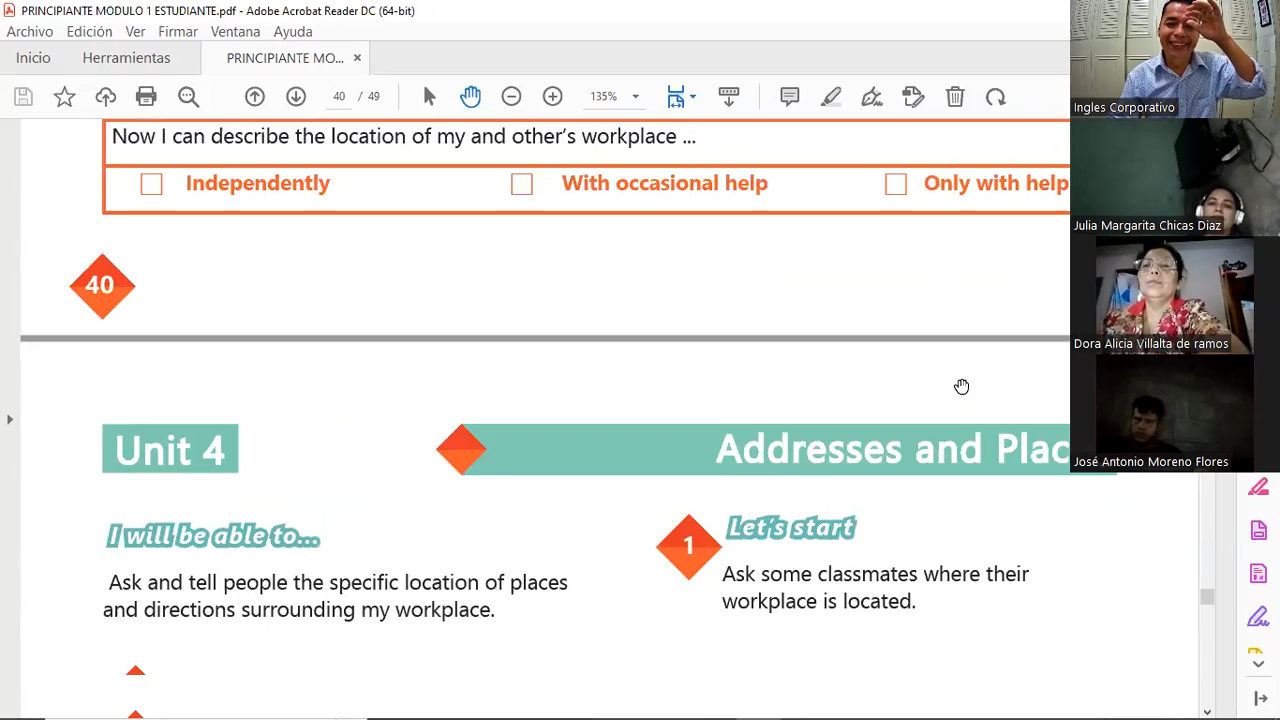 PRINCIPIANTE MODULO 1 ESTUDIANTE.pdf - Adobe Acrobat Reader DC (64-bit)
Archivo Edición Ver Firmar Ventana Ayuda
Inicio Herramientas PRINCIPIANTE MO... ×
40 / 49 135%
Now I can describe the location of my and other's workplace ...
Independently With occasional help Only with help
40
Unit 4 Addresses and Plac
I will be able to...
Ask and tell people the specific location of places
and directions surrounding my workplace.
1 Let's start
Ask some classmates where their
workplace is located.
Ingles Corporativo
Julia Margarita Chicas Diaz
Dora Alicia Villalta de ramos
José Antonio Moreno Flores